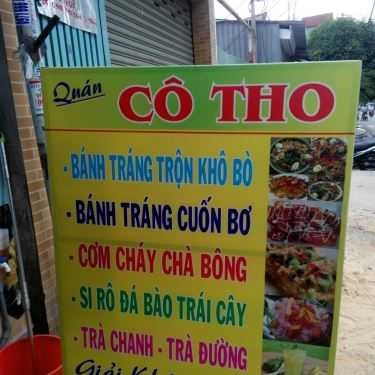 Quán
CÔ THO
- BÁNH TRÁNG TRỘN KHÔ BÒ
- BÁNH TRÁNG CUỐN BƠ
- CƠM CHÁY CHÀ BÔNG
- SI RÔ ĐÁ BÀO TRÁI CÂY
- TRÀ CHANH - TRÀ ĐƯỜNG
Giải